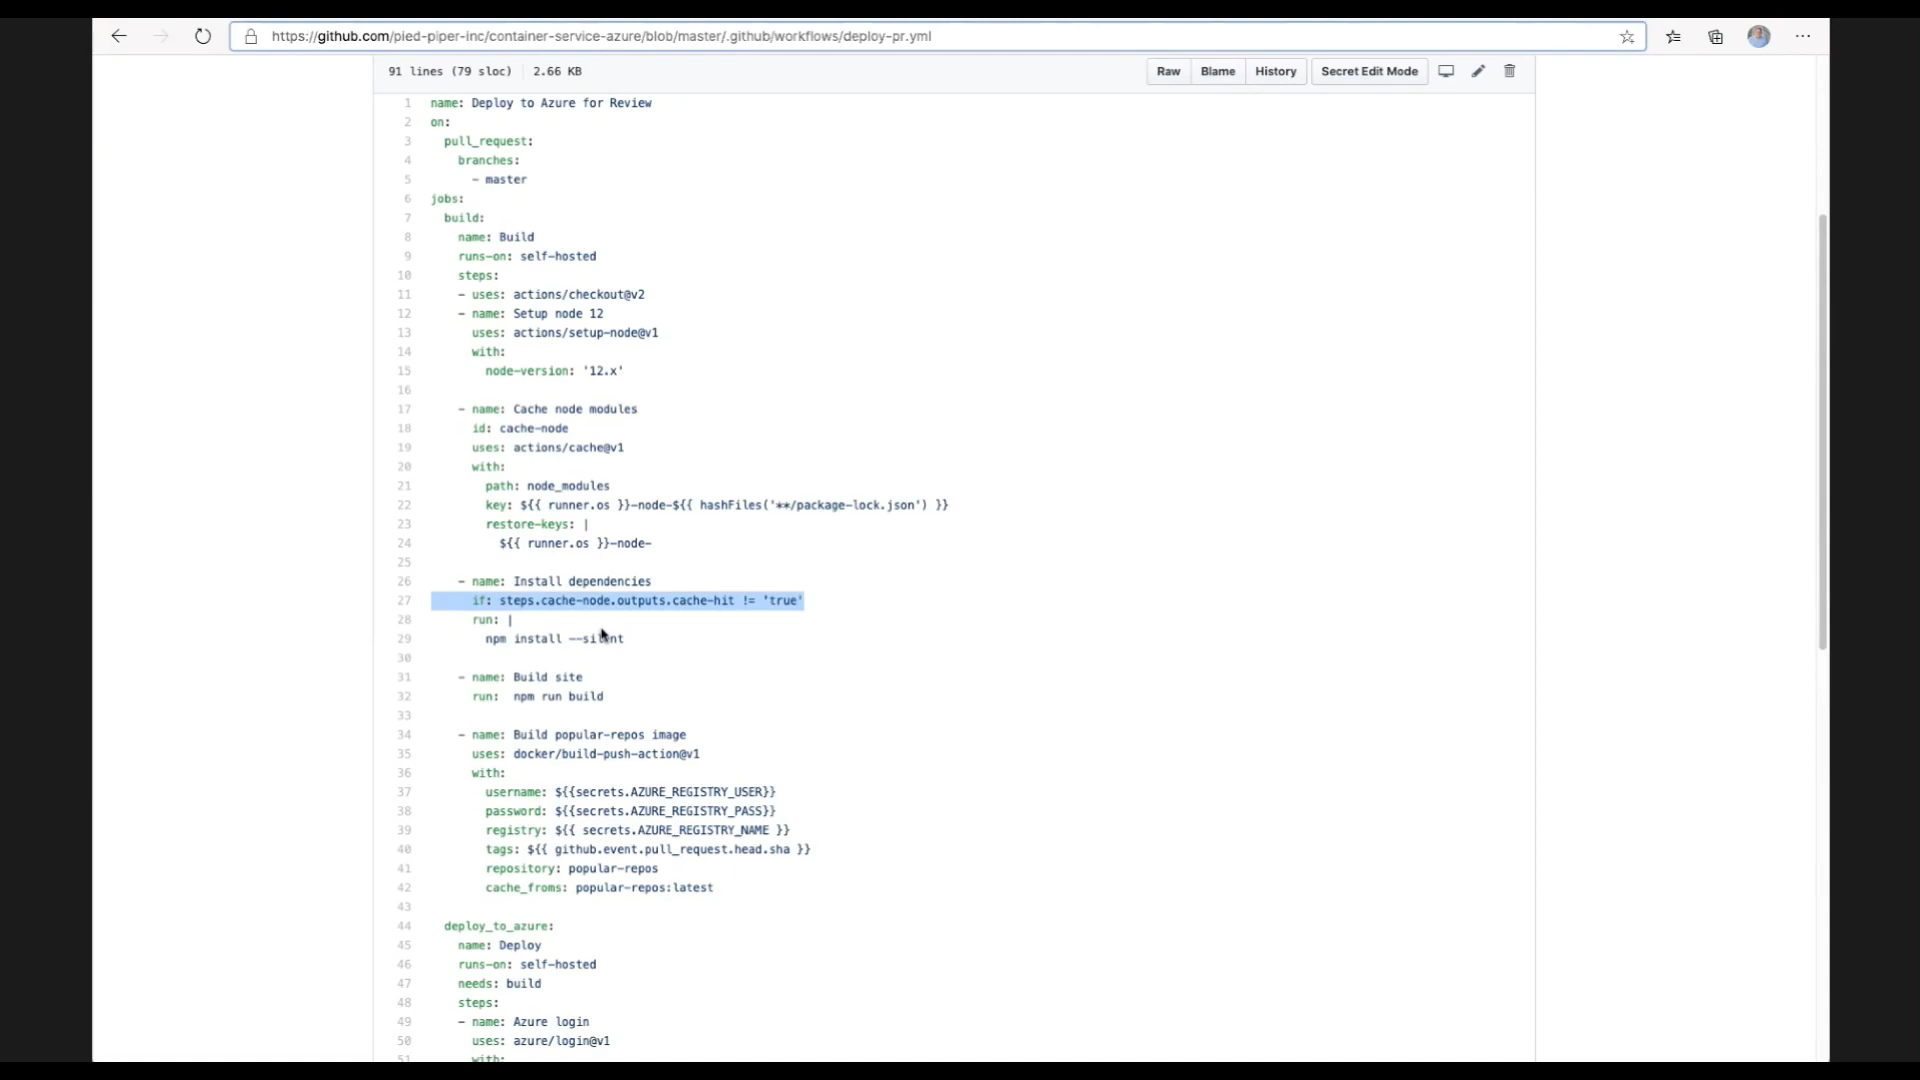 https://github.com/pied-piper-inc/container-service-azure/blob/master/.github/workflows/deploy-pr.yml
91 lines (79 sloc) 2.66 KB Raw Blame History Secret Edit Mode
1 name: Deploy to Azure for Review
2 on:
3 pull_request:
4 branches:
5 - master
6 jobs:
7 build:
8 name: Build
9 runs-on: self-hosted
10 steps:
11 - uses: actions/checkout@v2
12 - name: Setup node 12
13 uses: actions/setup-node@v1
14 with:
15 node-version: '12.x'
16
17 - name: Cache node modules
18 id: cache-node
19 uses: actions/cache@v1
20 with:
21 path: node_modules
22 key: ${{ runner.os }}-node-${{ hashFiles('**/package-lock.json') }}
23 restore-keys: |
24 ${{ runner.os }}-node-
25
26 - name: Install dependencies
27 if: steps.cache-node.outputs.cache-hit != 'true'
28 run: |
29 npm install --silent
30
31 - name: Build site
32 run: npm run build
33
34 - name: Build popular-repos image
35 uses: docker/build-push-action@v1
36 with:
37 username: ${{secrets.AZURE_REGISTRY_USER}}
38 password: ${{secrets.AZURE_REGISTRY_PASS}}
39 registry: ${{ secrets.AZURE_REGISTRY_NAME }}
40 tags: ${{ github.event.pull_request.head.sha }}
41 repository: popular-repos
42 cache_froms: popular-repos:latest
43
44 deploy_to_azure:
45 name: Deploy
46 runs-on: self-hosted
47 needs: build
48 steps:
49 - name: Azure login
50 uses: azure/login@v1
51 with: